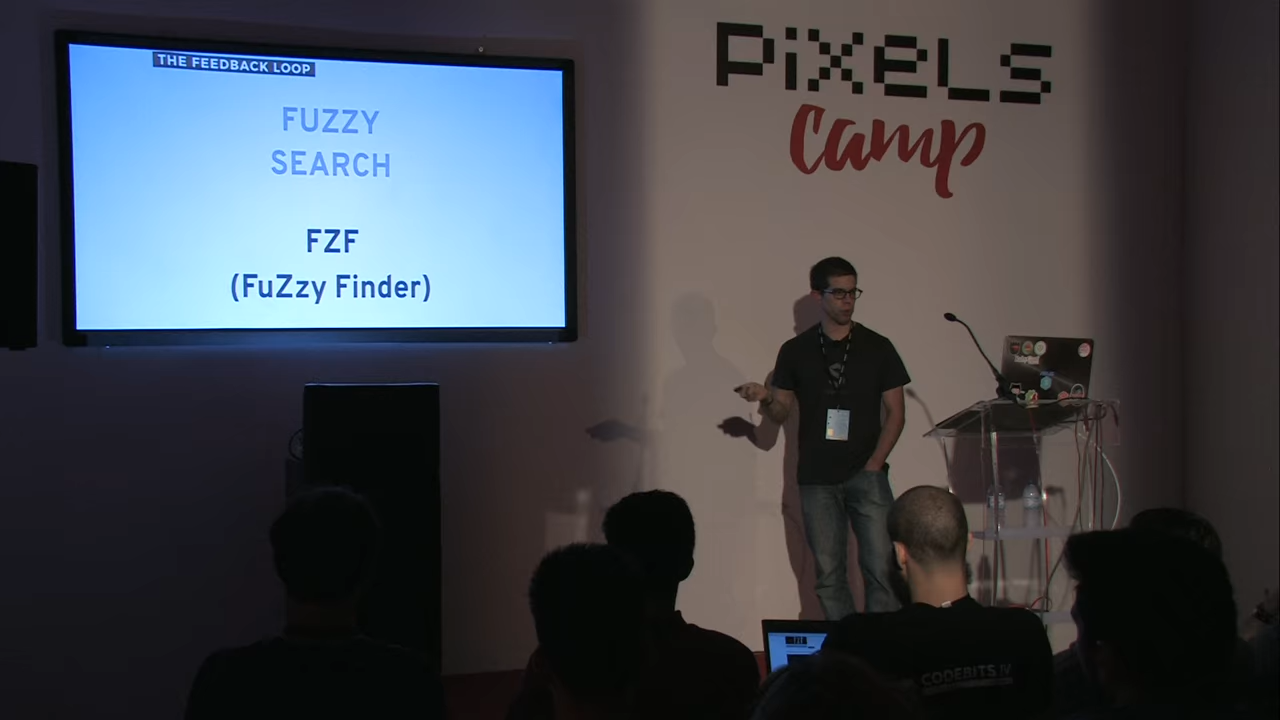 THE FEEDBACK LOOP
FUZZY
SEARCH
FZF
(FuZzy Finder)
PiXELS
Camp
CODEBITS IV